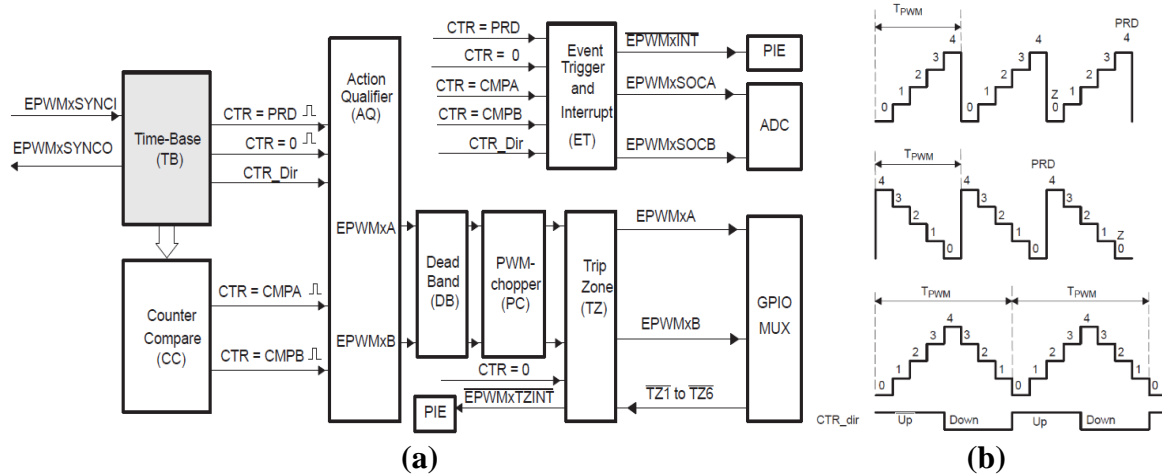 EPWMxSYNCI
EPWMxSYNCO
Time-Base
(TB)
CTR = PRD
CTR = 0
CTR_Dir
Counter
Compare
(CC)
CTR = CMPA
CTR = CMPB
Action
Qualifier
(AQ)
EPWMxA
EPWMxB
CTR = PRD
CTR = 0
CTR = CMPA
CTR = CMPB
CTR_Dir
Event
Trigger
and
Interrupt
(ET)
EPWMxINT
EPWMxSOCA
EPWMxSOCB
PIE
ADC
Dead
Band
(DB)
PWM-
chopper
(PC)
Trip
Zone
(TZ)
CTR = 0
EPWMxTZINT
PIE
EPWMxA
EPWMxB
TZ1 to TZ6
GPIO
MUX
(a)
TPWM
PRD
0 1 2 3 4 0 1 2 3 4 Z 0 1 2 3 4
TPWM
PRD
4 3 2 1 0 4 3 2 1 0 4 3 2 1 Z 0
TPWM TPWM
0 1 2 3 4 3 2 1 0 1 2 3 4 3 2 1 0
CTR_dir Up Down Up Down
(b)